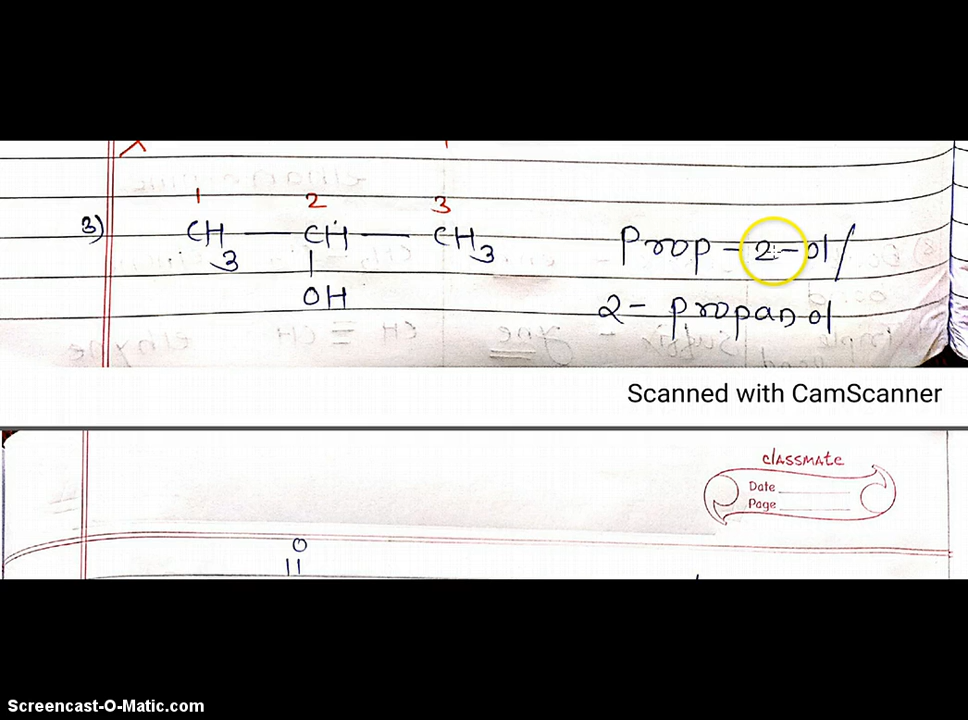 1 2 3
3) CH3 — CH — CH3 Prop-2-ol/
|
OH 2-propanol
Scanned with CamScanner
classmate
Date
Page
O
||
Screencast-O-Matic.com